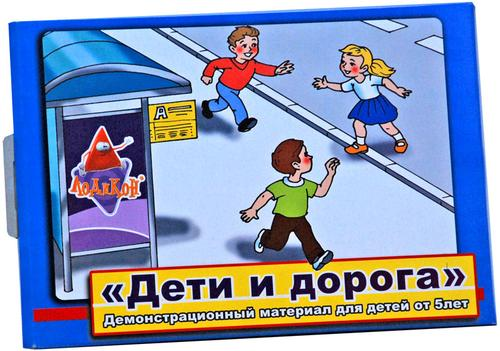 А
ЛОДИКОН®
«Дети и дорога»
Демонстрационный материал для детей от 5лет